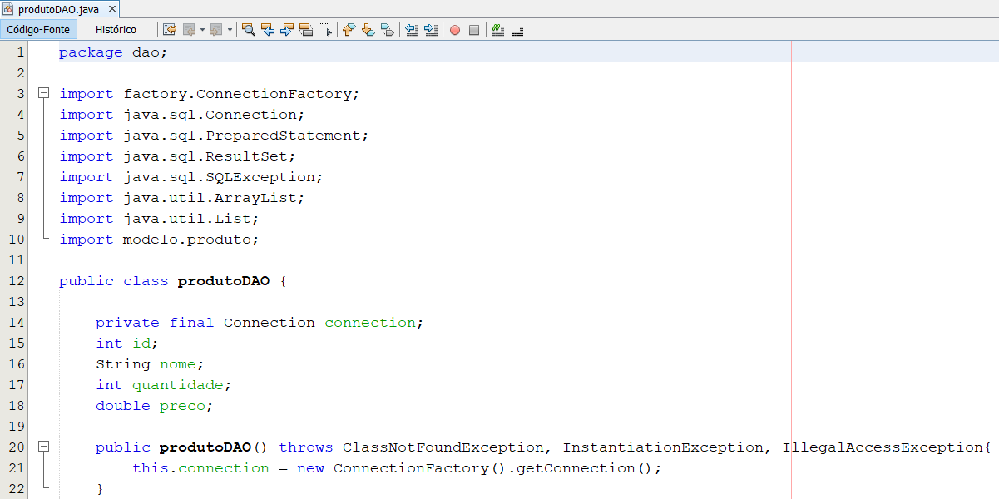 produtoDAO.java
Código-Fonte Histórico
1 package dao;
2
3 import factory.ConnectionFactory;
4 import java.sql.Connection;
5 import java.sql.PreparedStatement;
6 import java.sql.ResultSet;
7 import java.sql.SQLException;
8 import java.util.ArrayList;
9 import java.util.List;
10 import modelo.produto;
11
12 public class produtoDAO {
13
14 private final Connection connection;
15 int id;
16 String nome;
17 int quantidade;
18 double preco;
19
20 public produtoDAO() throws ClassNotFoundException, InstantiationException, IllegalAccessException{
21 this.connection = new ConnectionFactory().getConnection();
22 }